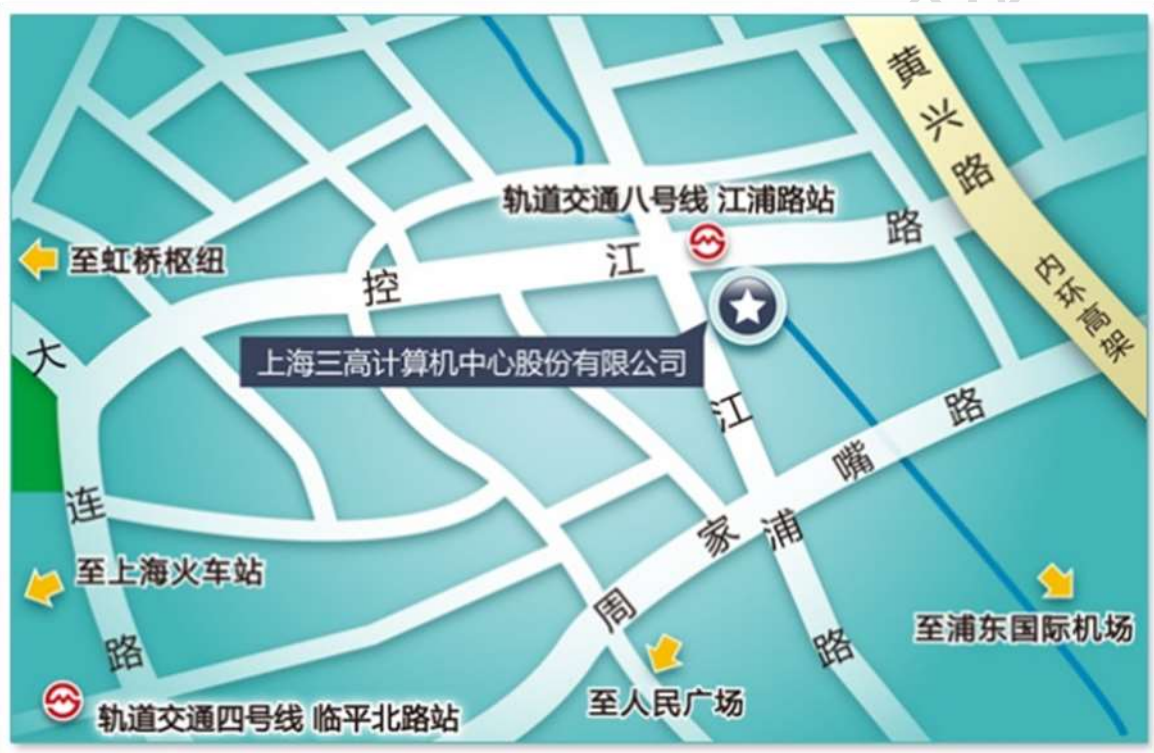 黄兴路
轨道交通八号线 江浦路站
控江路
至虹桥枢纽
内环高架
大连路
上海三高计算机中心股份有限公司
江浦路
周家嘴路
至上海火车站
至浦东国际机场
至人民广场
轨道交通四号线 临平北路站